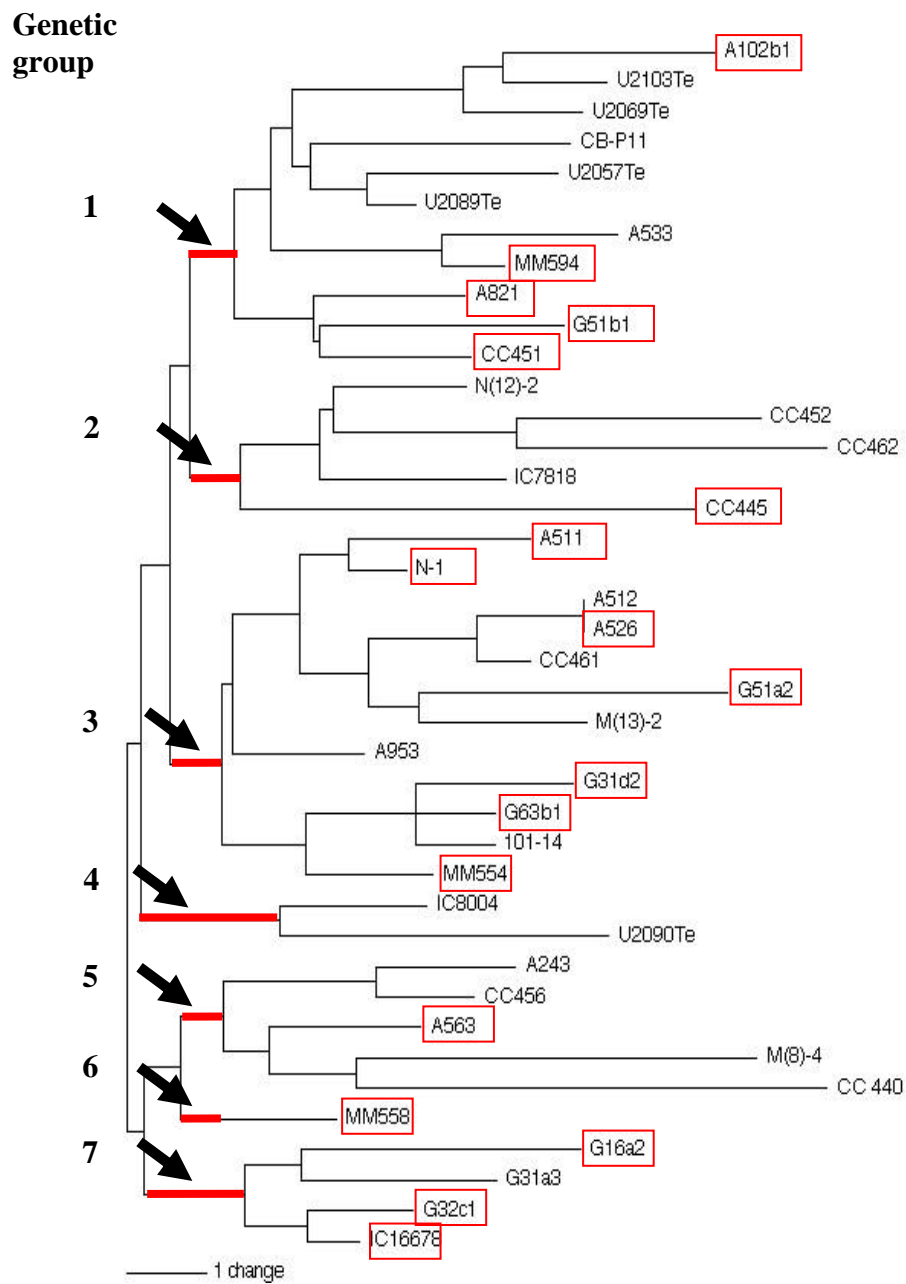 Genetic
group
A102b1
U2103Te
U2069Te
CB-P11
U2057Te
U2089Te
1
A533
MM594
A821
G51b1
CC451
N(12)-2
CC452
2
CC462
IC7818
CC445
A511
N-1
A512
A526
CC461
G51a2
3
M(13)-2
A953
G31d2
G63b1
101-14
MM554
4
IC8004
U2090Te
A243
5
CC456
A563
M(8)-4
6
CC 440
MM558
7
G16a2
G31a3
G32c1
IC16678
1 change